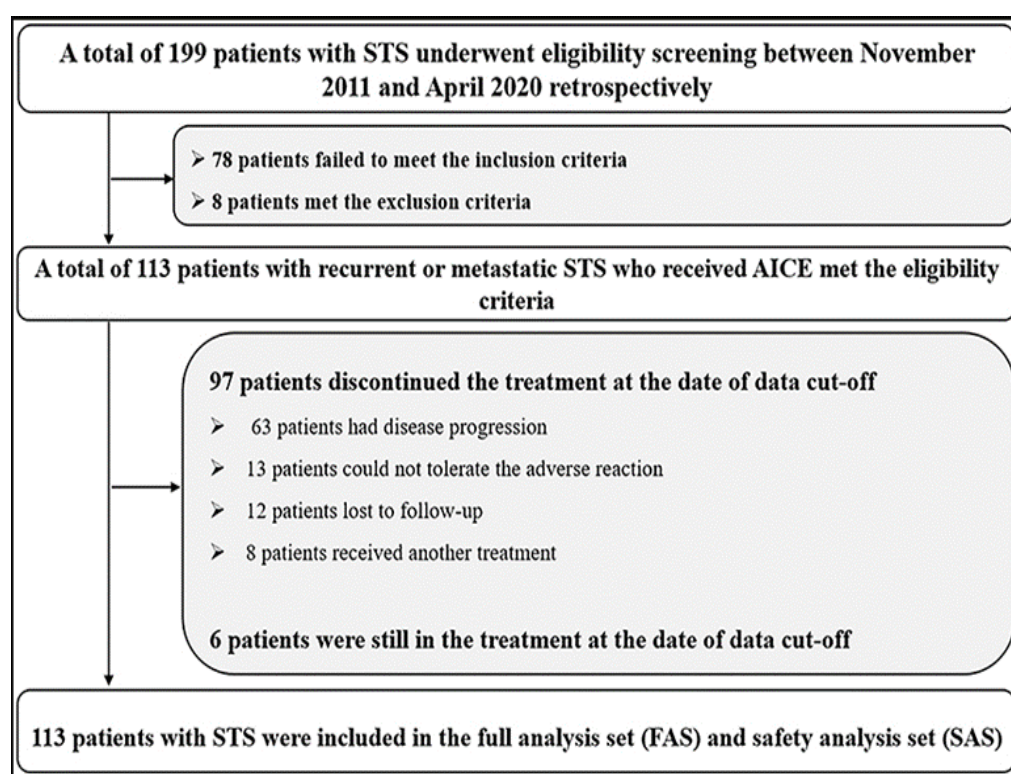 A total of 199 patients with STS underwent eligibility screening between November
2011 and April 2020 retrospectively
➢ 78 patients failed to meet the inclusion criteria
➢ 8 patients met the exclusion criteria
A total of 113 patients with recurrent or metastatic STS who received AICE met the eligibility
criteria
97 patients discontinued the treatment at the date of data cut-off
➢ 63 patients had disease progression
➢ 13 patients could not tolerate the adverse reaction
➢ 12 patients lost to follow-up
➢ 8 patients received another treatment
6 patients were still in the treatment at the date of data cut-off
113 patients with STS were included in the full analysis set (FAS) and safety analysis set (SAS)